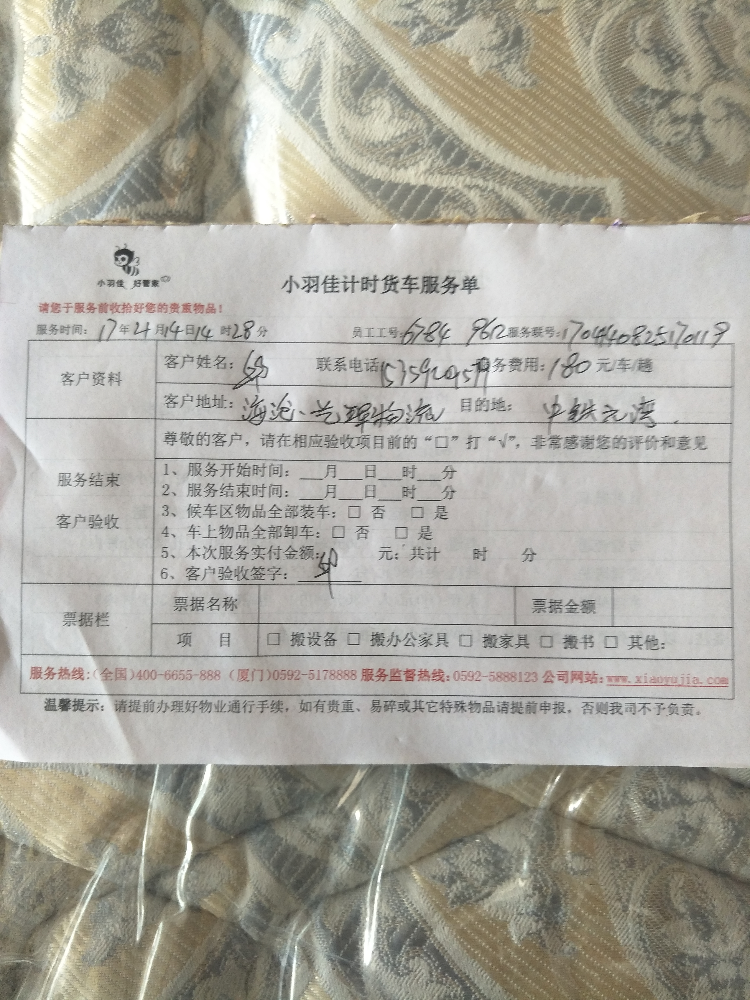 小羽佳 好管家
小羽佳计时货车服务单
请您于服务前收拾好您的贵重物品!
服务时间: 17年4月14日14时28分 员工工号: 6784 9612 服务联号:
客户资料
客户姓名: 联系电话 服务费用: 180元/车/趟
客户地址: 海沧、 物流 目的地: 中铁元湾
尊敬的客户,请在相应验收项目前的“□”打“√”,非常感谢您的评价和意见
服务结束
客户验收
1、服务开始时间:___月___日___时___分
2、服务结束时间:___月___日___时___分
3、候车区物品全部装车:□ 否 □ 是
4、车上物品全部卸车:□ 否 □ 是
5、本次服务实付金额: 元:共计 时 分
6、客户验收签字:
票据栏
票据名称 票据金额
项 目 □ 搬设备 □ 搬办公家具 □ 搬家具 □ 搬书 □ 其他:
服务热线:(全国)400-6655-888 (厦门)0592-5178888 服务监督热线:0592-5888123 公司网站:www.xiaoyujia.com
温馨提示:请提前办理好物业通行手续,如有贵重、易碎或其它特殊物品请提前申报,否则我司不予负责。